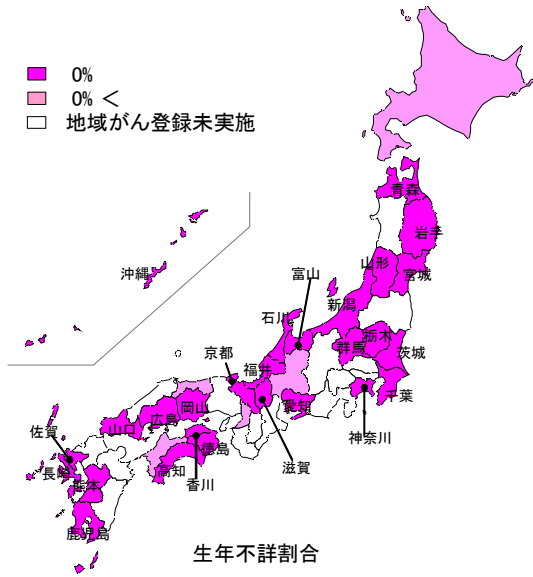 0%
0% <
地域がん登録未実施
青森
岩手
山形
宮城
沖縄
富山
新潟
石川
群馬
栃木
茨城
京都
福井
千葉
岡山
愛知
広島
山口
神奈川
佐賀
徳島
滋賀
長崎
熊本
高知
香川
鹿児島
生年不詳割合